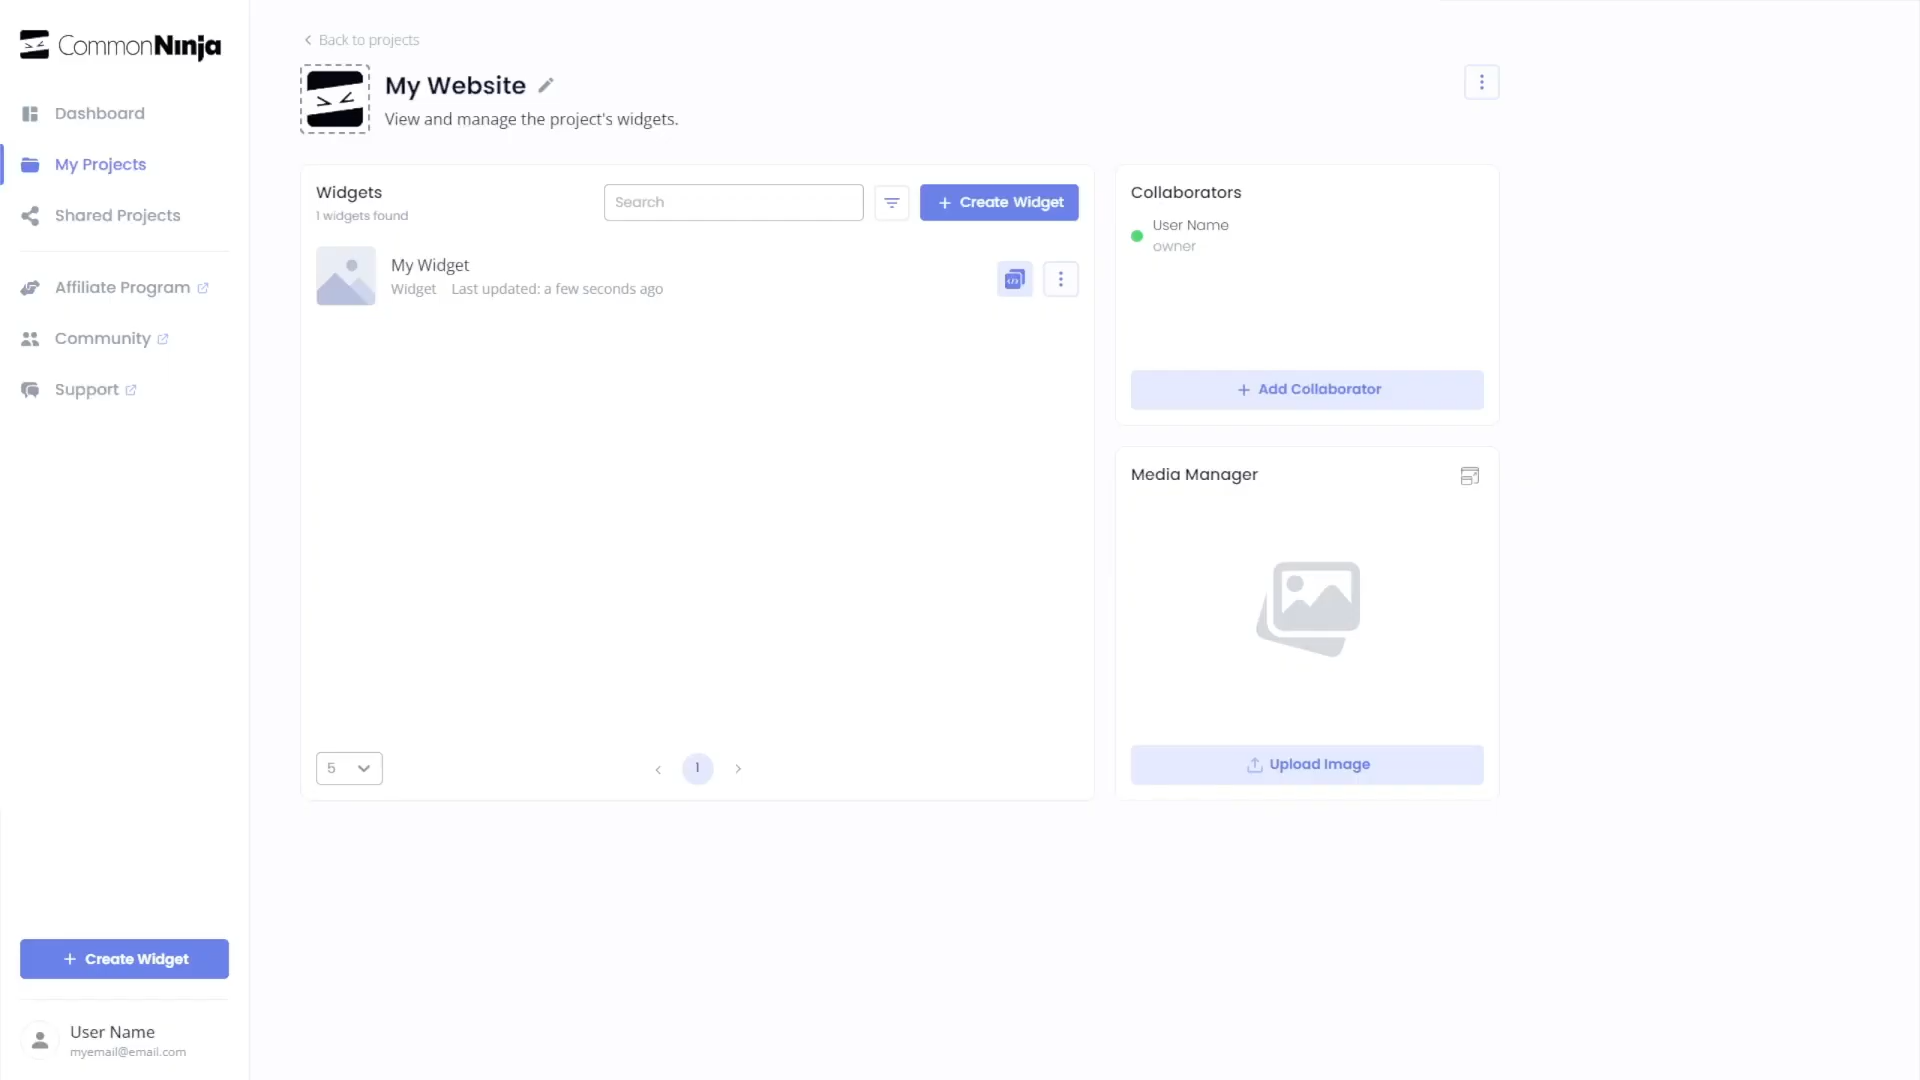 CommonNinja
Dashboard
My Projects
Shared Projects
Affiliate Program
Community
Support
Create Widget
User Name
myemail@email.com
Back to projects
My Website
View and manage the project's widgets.
Widgets
1 widgets found
Search
Create Widget
My Widget
Widget Last updated: a few seconds ago
5
1
Collaborators
User Name
owner
Add Collaborator
Media Manager
Upload Image